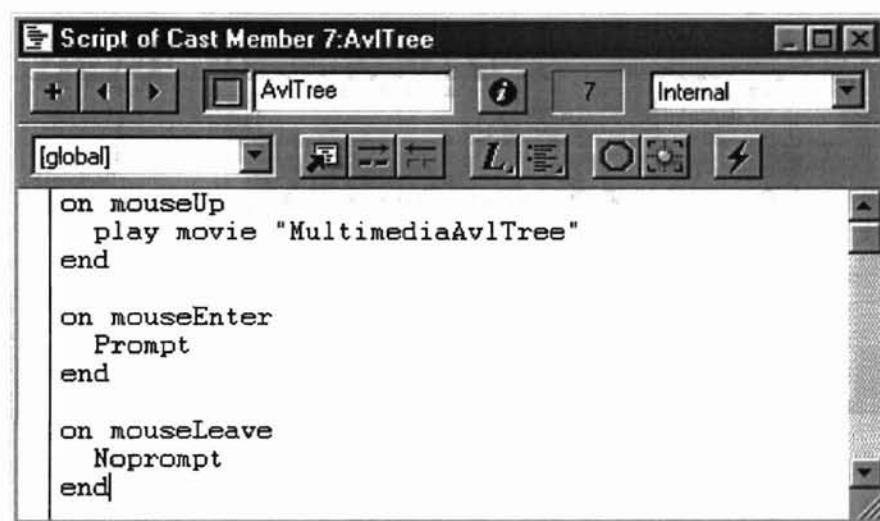 Script of Cast Member 7:AvlTree
AvlTree
7
Internal
[global]
L
on mouseUp
play movie "MultimediaAvlTree"
end
on mouseEnter
Prompt
end
on mouseLeave
Noprompt
end